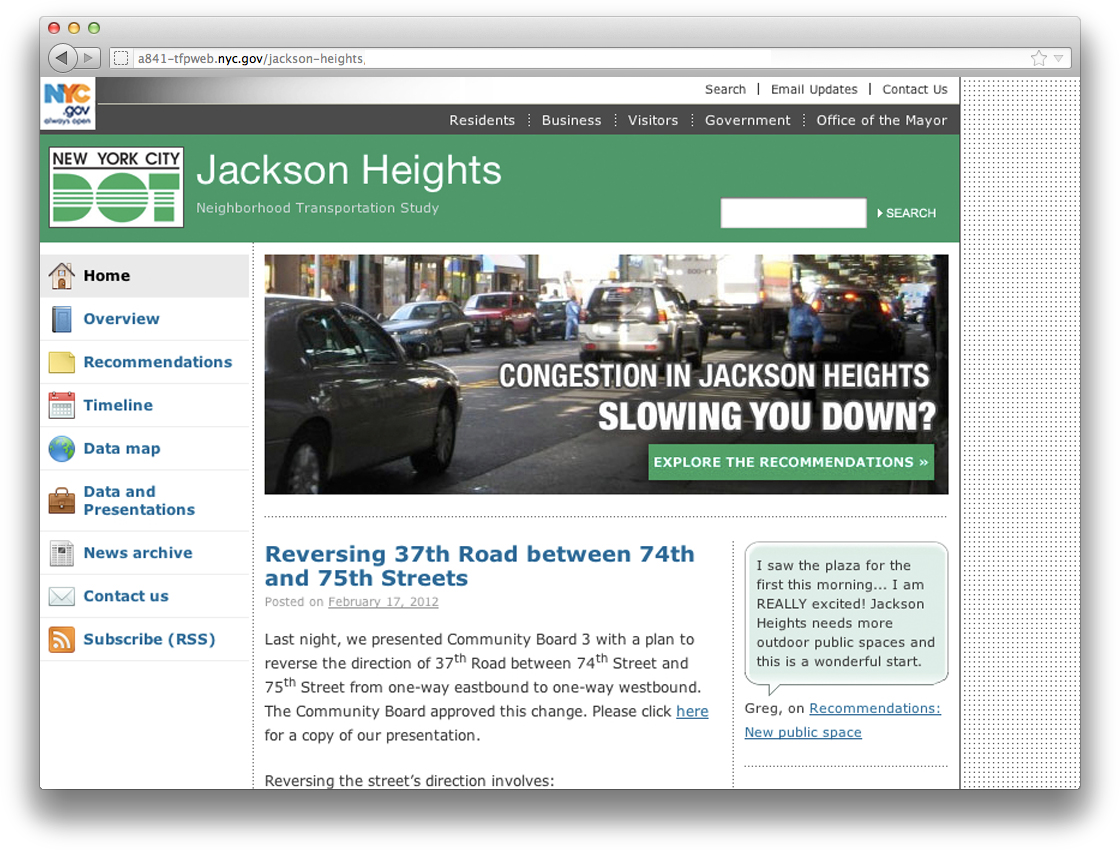 a841-tfpweb.nyc.gov/jackson-heights
NYC
.gov
always open
Search | Email Updates | Contact Us
Residents Business Visitors Government Office of the Mayor
NEW YORK CITY
DOT
Jackson Heights
Neighborhood Transportation Study
SEARCH
Home
Overview
Recommendations
Timeline
Data map
Data and
Presentations
News archive
Contact us
Subscribe (RSS)
CONGESTION IN JACKSON HEIGHTS
SLOWING YOU DOWN?
EXPLORE THE RECOMMENDATIONS »
Reversing 37th Road between 74th
and 75th Streets
Posted on February 17, 2012
Last night, we presented Community Board 3 with a plan to
reverse the direction of 37th Road between 74th Street and
75th Street from one-way eastbound to one-way westbound.
The Community Board approved this change. Please click here
for a copy of our presentation.
Reversing the street’s direction involves:
I saw the plaza for the
first this morning... I am
REALLY excited! Jackson
Heights needs more
outdoor public spaces and
this is a wonderful start.
Greg, on Recommendations:
New public space